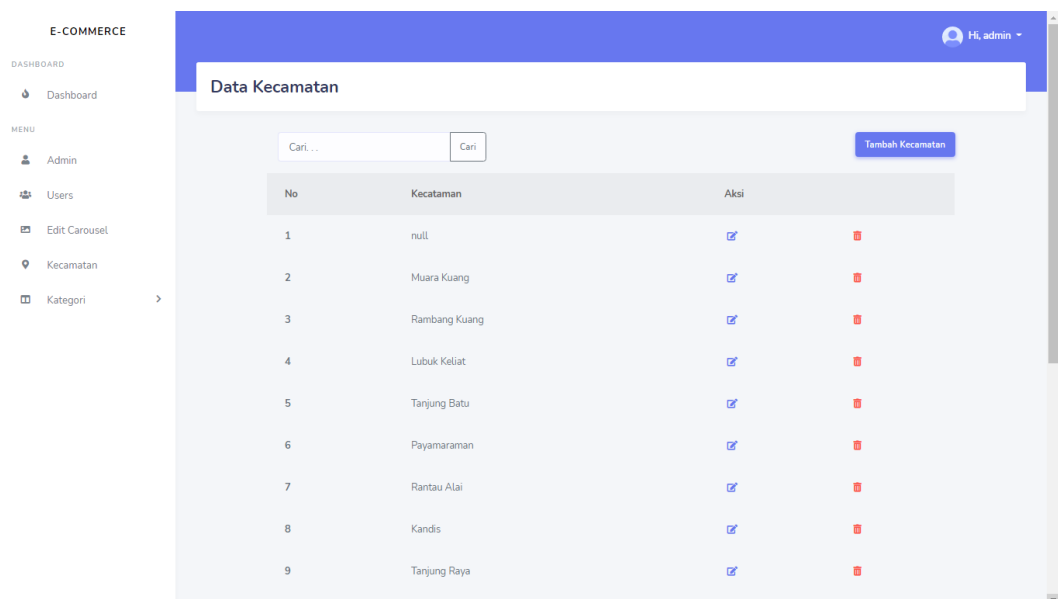 E-COMMERCE
Hi, admin
DASHBOARD
Dashboard
MENU
Admin
Users
Edit Carousel
Kecamatan
Kategori
Data Kecamatan
Cari. . .
Cari
Tambah Kecamatan
No Kecataman Aksi
1 null
2 Muara Kuang
3 Rambang Kuang
4 Lubuk Keliat
5 Tanjung Batu
6 Payamaraman
7 Rantau Alai
8 Kandis
9 Tanjung Raya